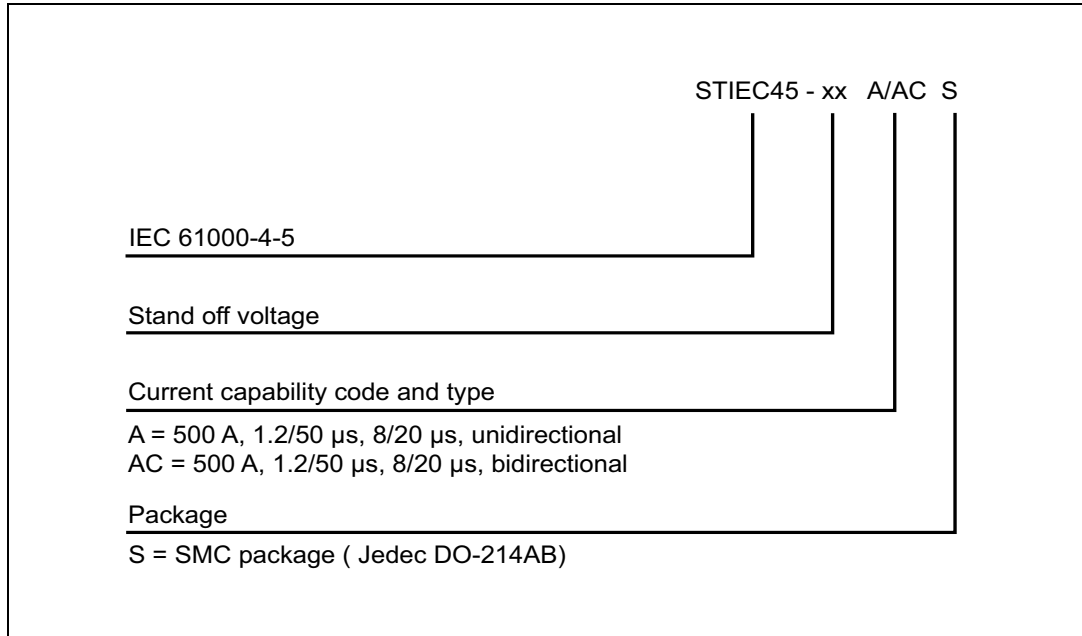 STIEC45 - xx A/AC S
IEC 61000-4-5
Stand off voltage
Current capability code and type
A = 500 A, 1.2/50 µs, 8/20 µs, unidirectional
AC = 500 A, 1.2/50 µs, 8/20 µs, bidirectional
Package
S = SMC package ( Jedec DO-214AB)